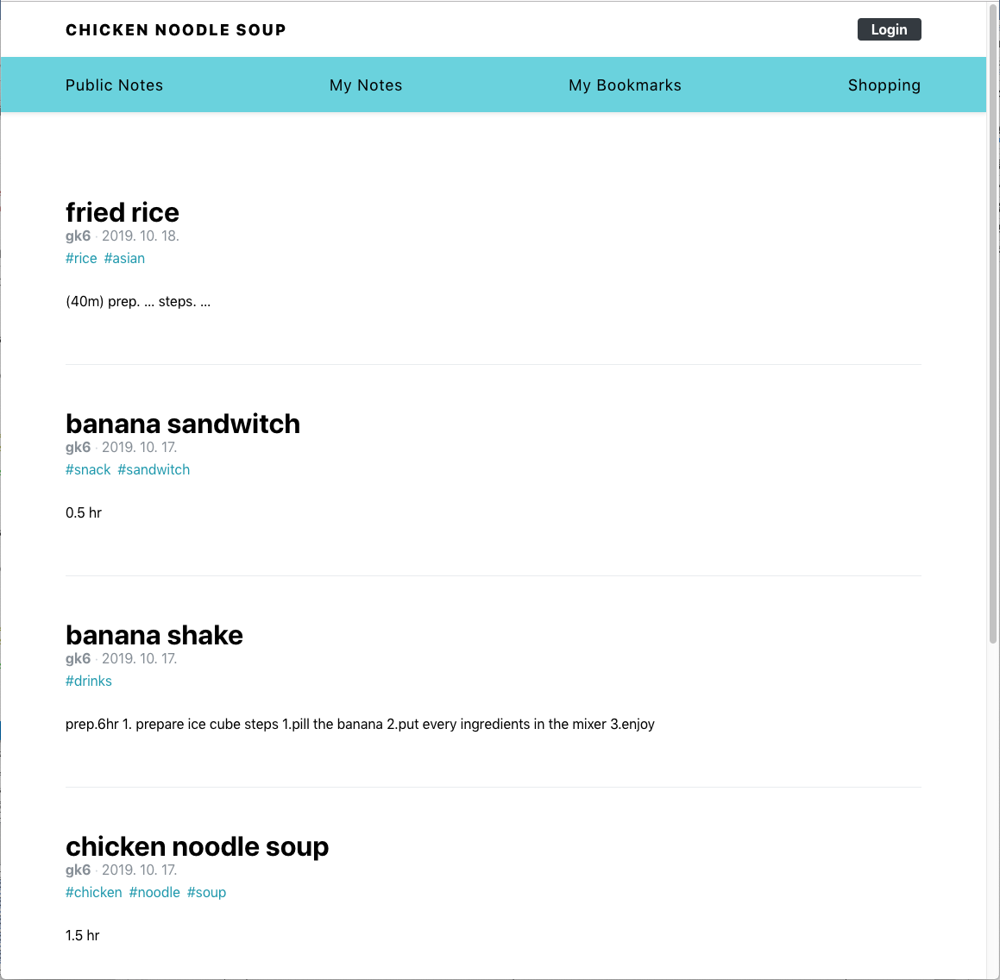 CHICKEN NOODLE SOUP
Login
Public Notes My Notes My Bookmarks Shopping
fried rice
gk6 · 2019. 10. 18.
#rice #asian
(40m) prep. ... steps. ...
banana sandwitch
gk6 · 2019. 10. 17.
#snack #sandwitch
0.5 hr
banana shake
gk6 · 2019. 10. 17.
#drinks
prep.6hr 1. prepare ice cube steps 1.pill the banana 2.put every ingredients in the mixer 3.enjoy
chicken noodle soup
gk6 · 2019. 10. 17.
#chicken #noodle #soup
1.5 hr